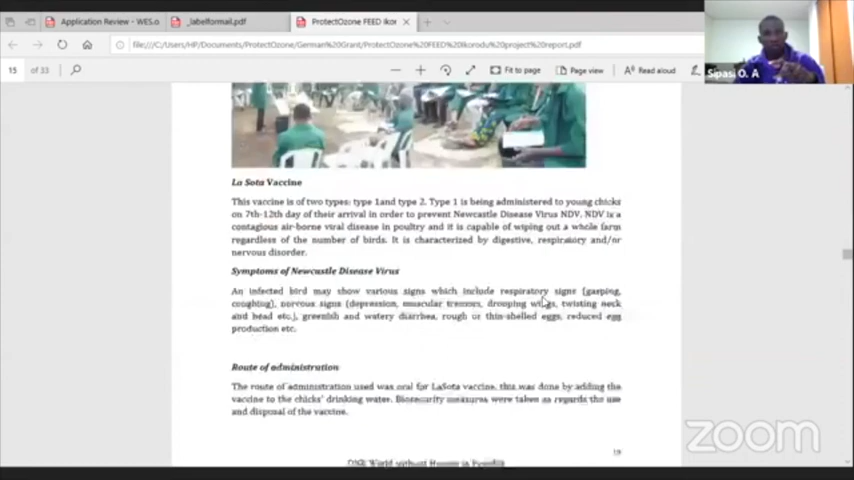 Application Review - WES.o
_labelformail.pdf
ProtectOzone FEED Ikor
file:///C:/Users/HP/Documents/ProtectOzone/German%20Grant/ProtectOzone%20FEED%20Ikorodu%20project%20report.pdf
15 of 33
Fit to page
Page view
Read aloud
Sipasi O. A
La Sota Vaccine
This vaccine is of two types; type 1and type 2. Type 1 is being administered to young chicks
on 7th-12th day of their arrival in order to prevent Newcastle Disease Virus NDV. NDV is a
contagious air-borne viral disease in poultry and it is capable of wiping out a whole farm
regardless of the number of birds. It is characterized by digestive, respiratory and/or
nervous disorder.
Symptoms of Newcastle Disease Virus
An infected bird may show various signs which include respiratory signs (gasping,
coughing), nervous signs (depression, muscular tremors, drooping wings, twisting neck
and head etc.), greenish and watery diarrhea, rough or thin-shelled eggs, reduced egg
production etc.
Route of administration
The route of administration used was oral for LaSota vaccine, this was done by adding the
vaccine to the chicks' drinking water. Biosecurity measures were taken as regards the use
and disposal of the vaccine.
World without Hunger is Possible
zoom